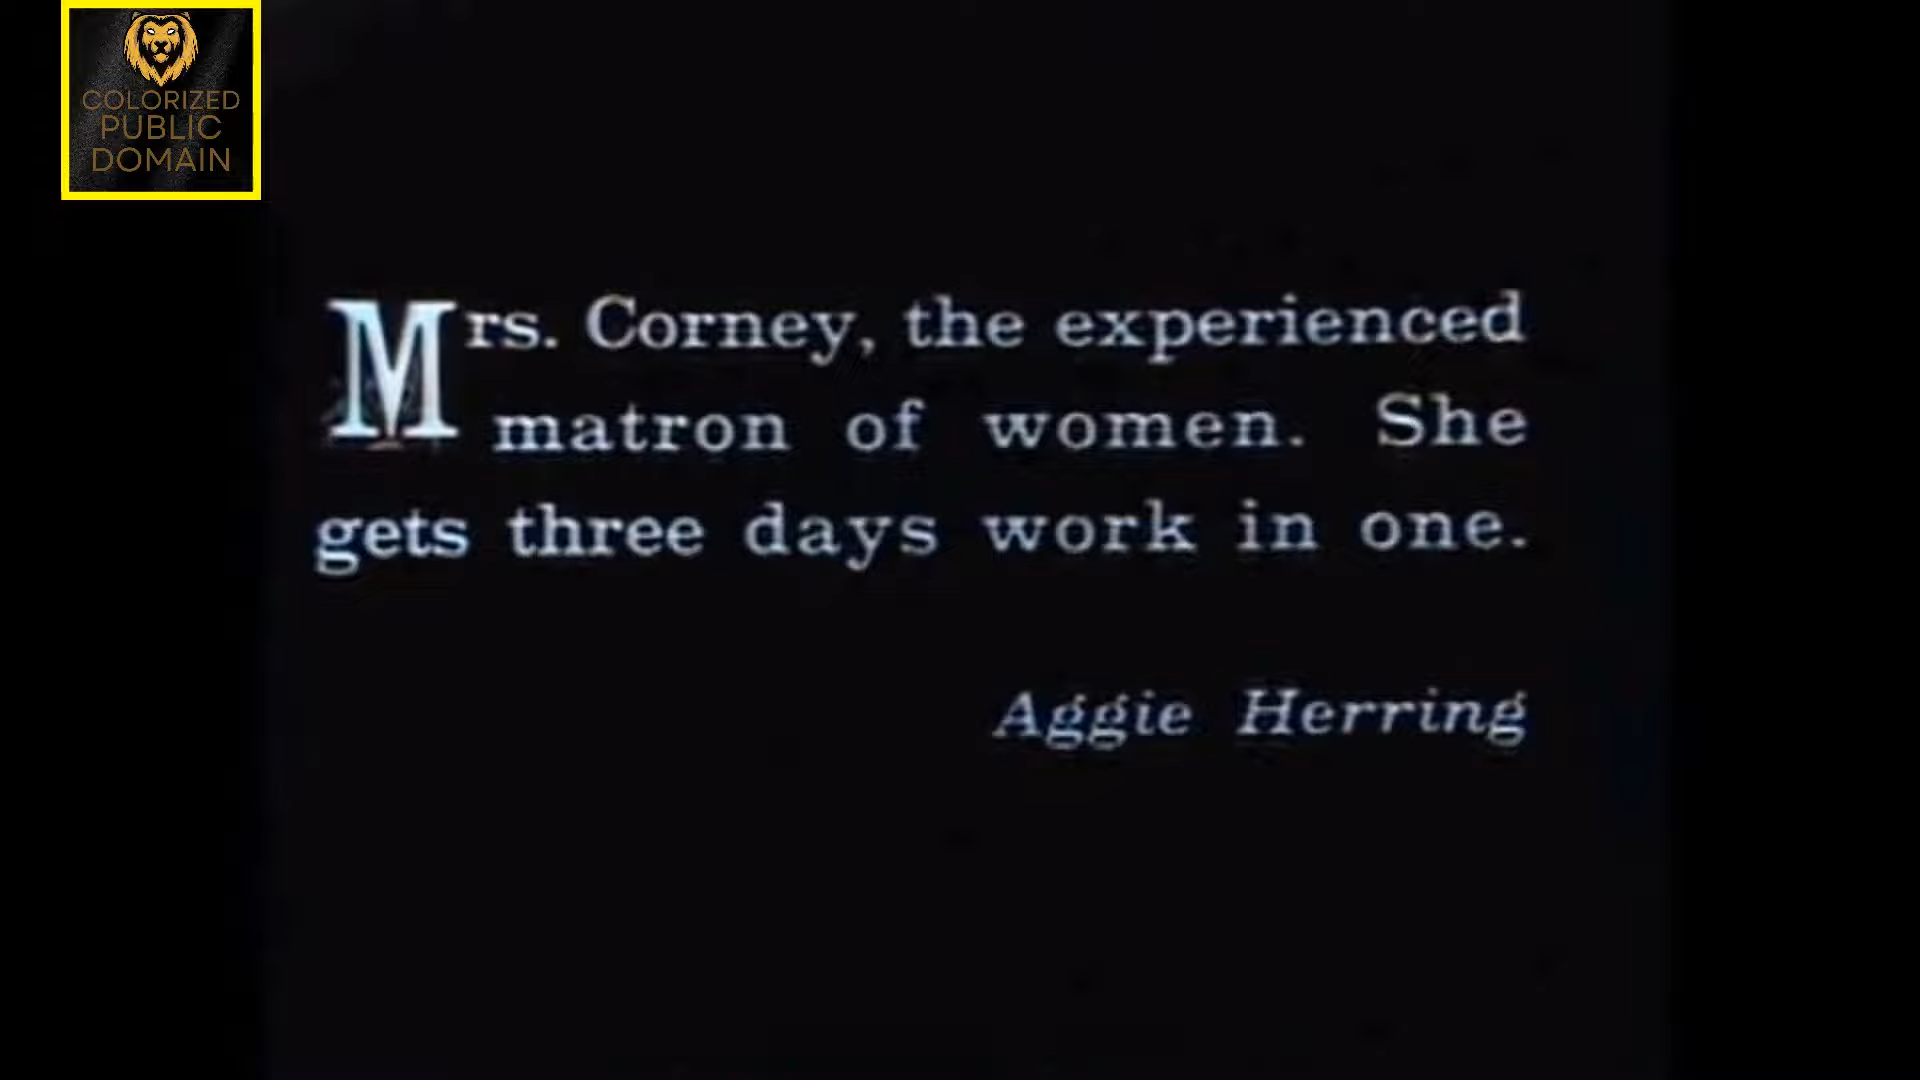 COLORIZED
PUBLIC
DOMAIN
Mrs. Corney, the experienced
matron of women. She
gets three days work in one.
Aggie Herring